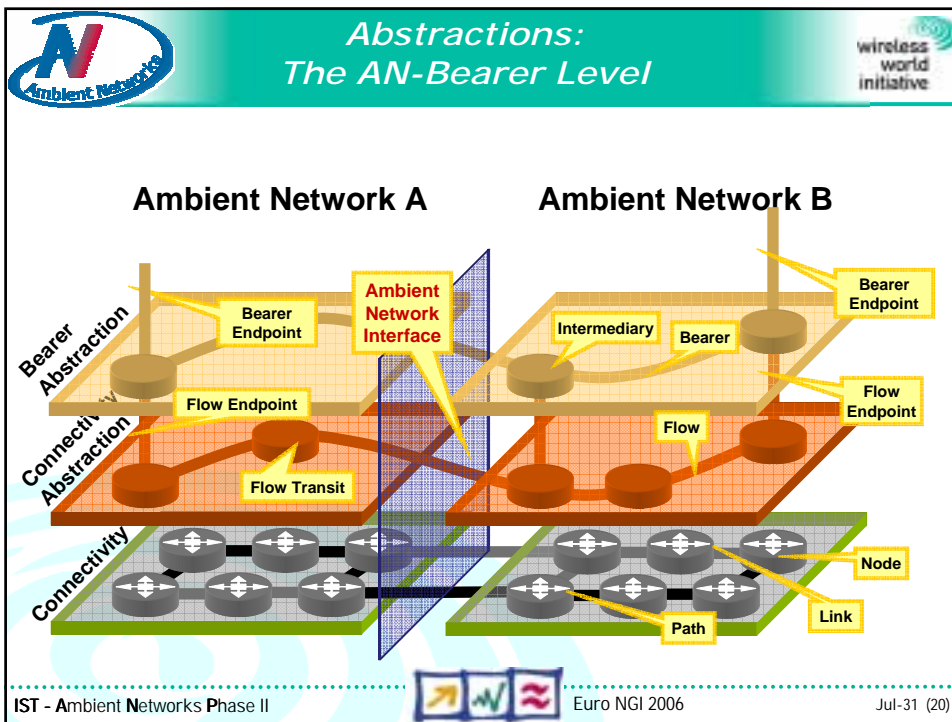 Abstractions:
The AN-Bearer Level
Ambient Networks
wireless
world
initiative
Ambient Network A
Ambient Network B
Bearer
Abstraction
Bearer
Endpoint
Ambient
Network
Interface
Intermediary
Bearer
Bearer
Endpoint
Connectivity
Abstraction
Flow Endpoint
Flow Transit
Flow
Flow
Endpoint
Connectivity
Node
Link
Path
IST - Ambient Networks Phase II
Euro NGI 2006
Jul-31 (20)